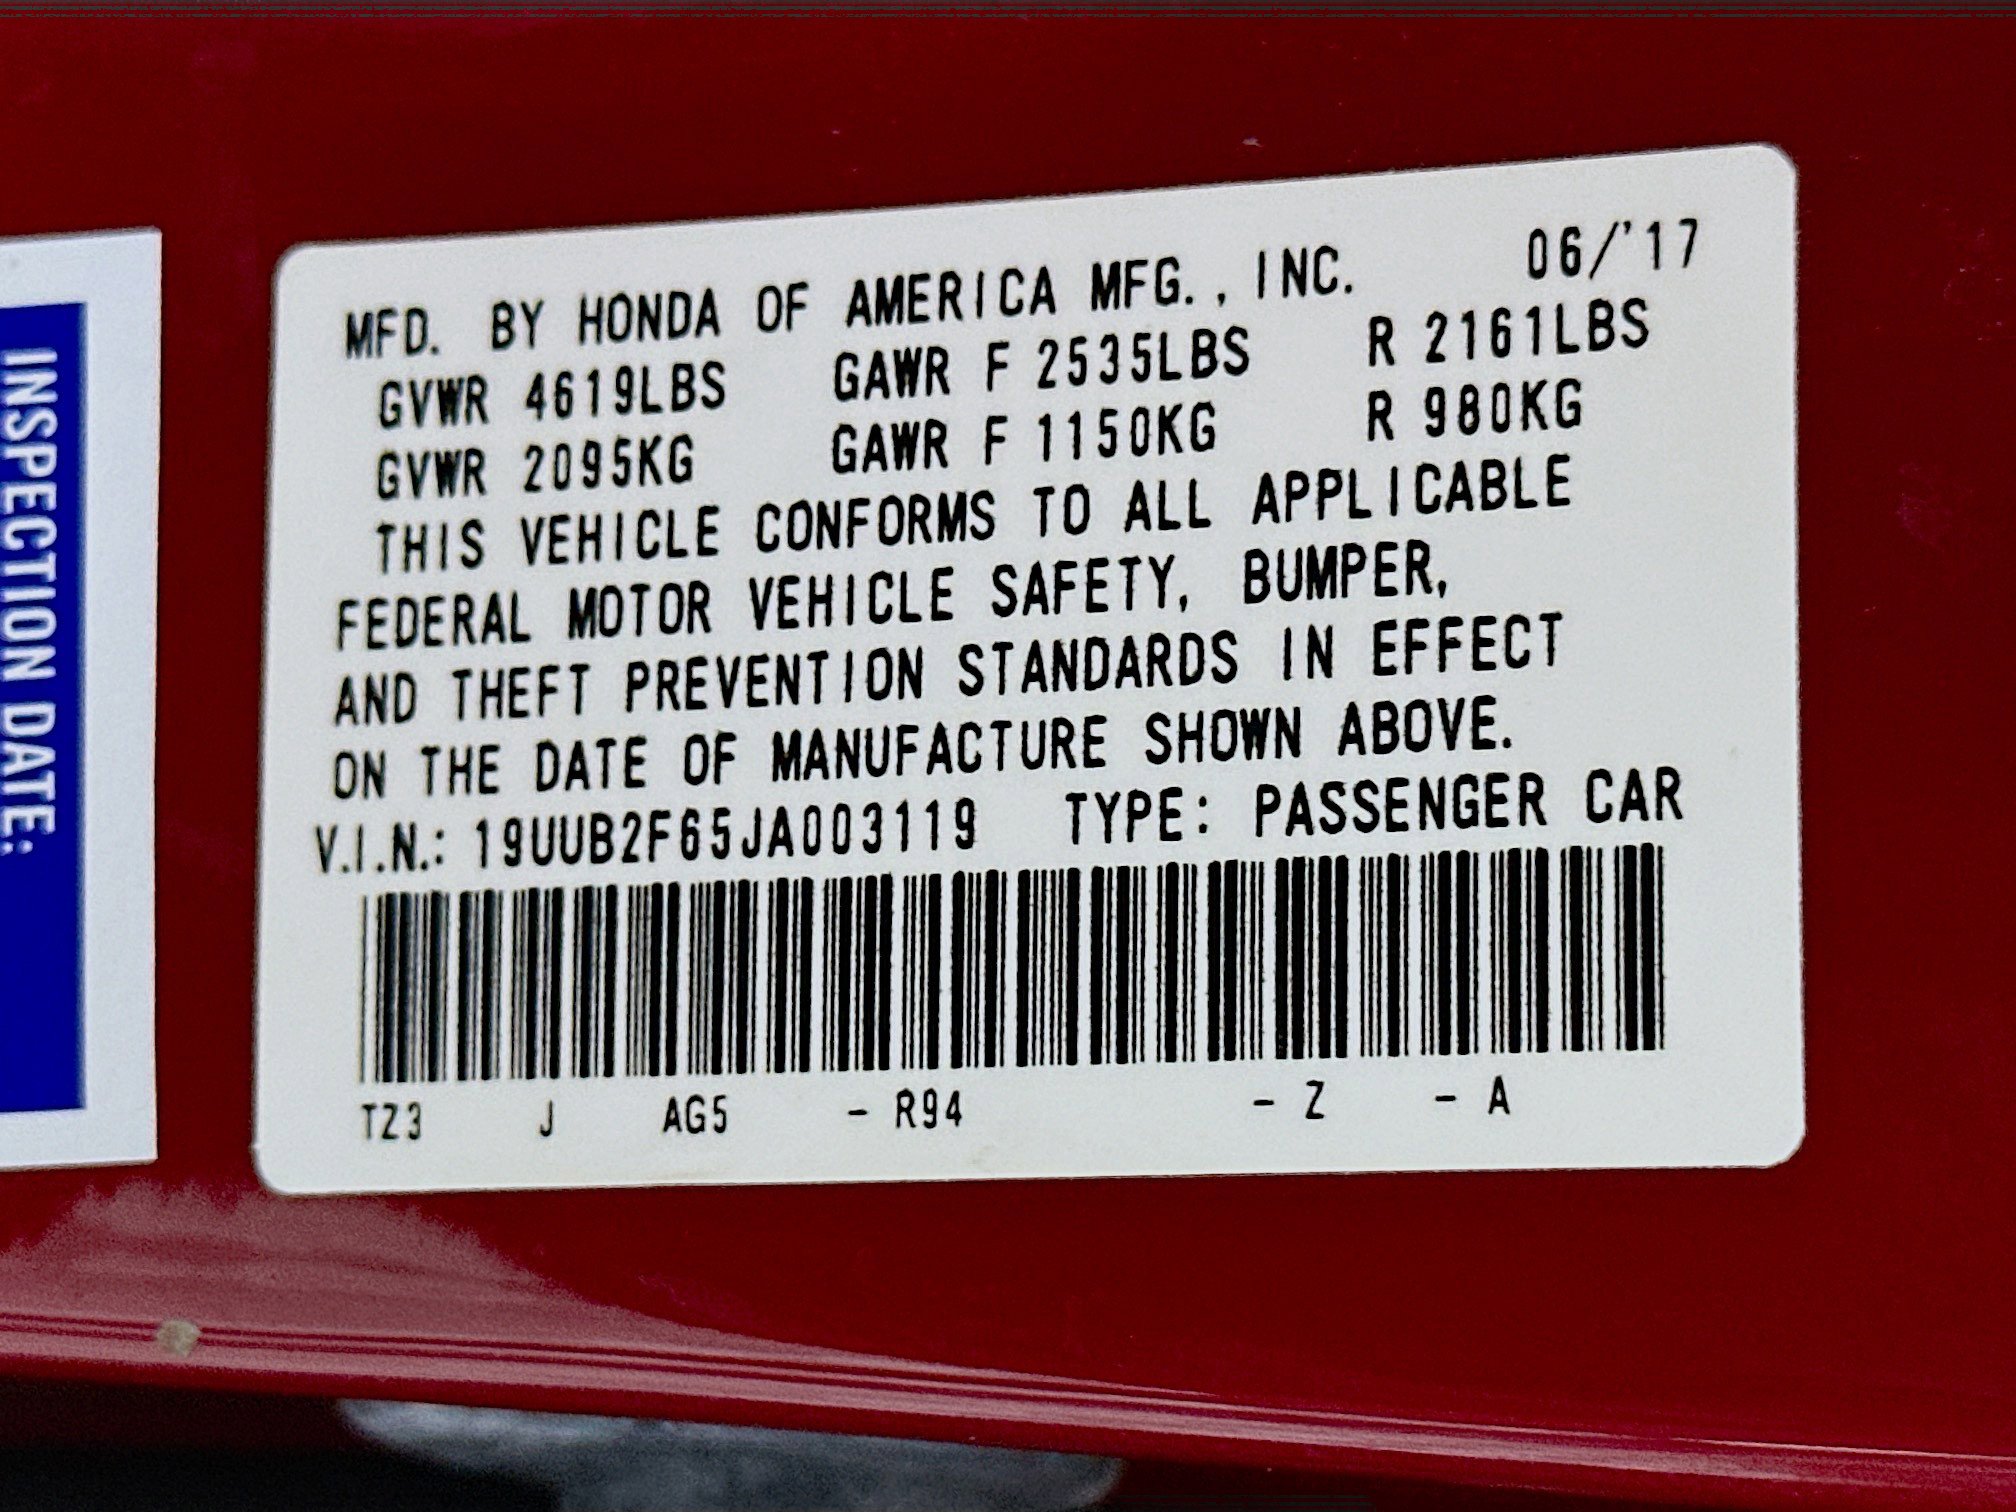 INSPECTION DATE:
MFD. BY HONDA OF AMERICA MFG., INC. 06/'17
GVWR 4619LBS GAWR F 2535LBS R 2161LBS
GVWR 2095KG GAWR F 1150KG R 980KG
THIS VEHICLE CONFORMS TO ALL APPLICABLE
FEDERAL MOTOR VEHICLE SAFETY, BUMPER,
AND THEFT PREVENTION STANDARDS IN EFFECT
ON THE DATE OF MANUFACTURE SHOWN ABOVE.
V.I.N.: 19UUB2F65JA003119 TYPE: PASSENGER CAR
TZ3 J AG5 - R94 - Z - A